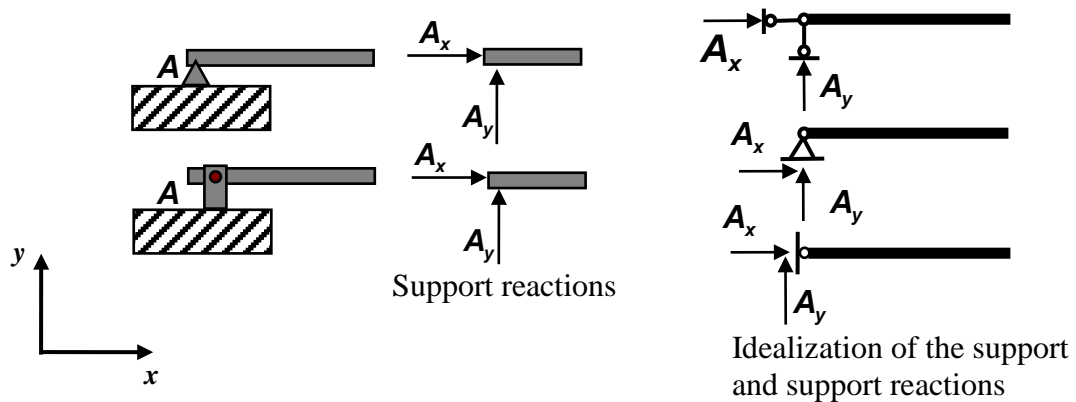 A
A
y
x
Ax
Ay
Ax
Ay
Support reactions
Ax
Ay
Ax
Ay
Ax
Ay
Idealization of the support
and support reactions